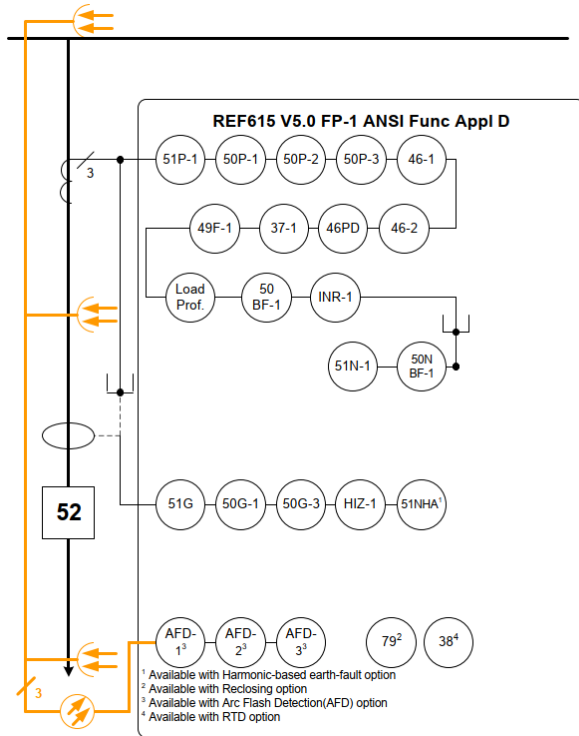 REF615 V5.0 FP-1 ANSI Func Appl D
3
51P-1 50P-1 50P-2 50P-3 46-1
49F-1 37-1 46PD 46-2
Load
Prof.
50
BF-1
INR-1
51N-1
50N
BF-1
51G 50G-1 50G-3 HIZ-1 51NHA¹
52
AFD-
1³
AFD-
2³
AFD-
3³
79² 38⁴
¹ Available with Harmonic-based earth-fault option
² Available with Reclosing option
³ Available with Arc Flash Detection(AFD) option
⁴ Available with RTD option
3